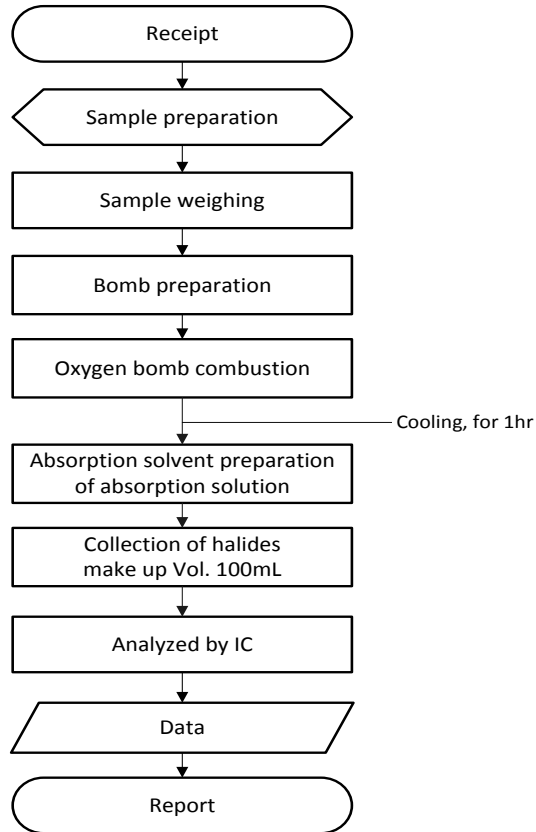 Receipt
Sample preparation
Sample weighing
Bomb preparation
Oxygen bomb combustion
Cooling, for 1hr
Absorption solvent preparation
of absorption solution
Collection of halides
make up Vol. 100mL
Analyzed by IC
Data
Report